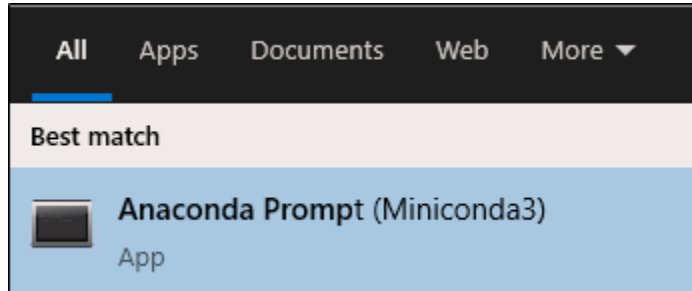 All Apps Documents Web More
Best match
Anaconda Prompt (Miniconda3)
App